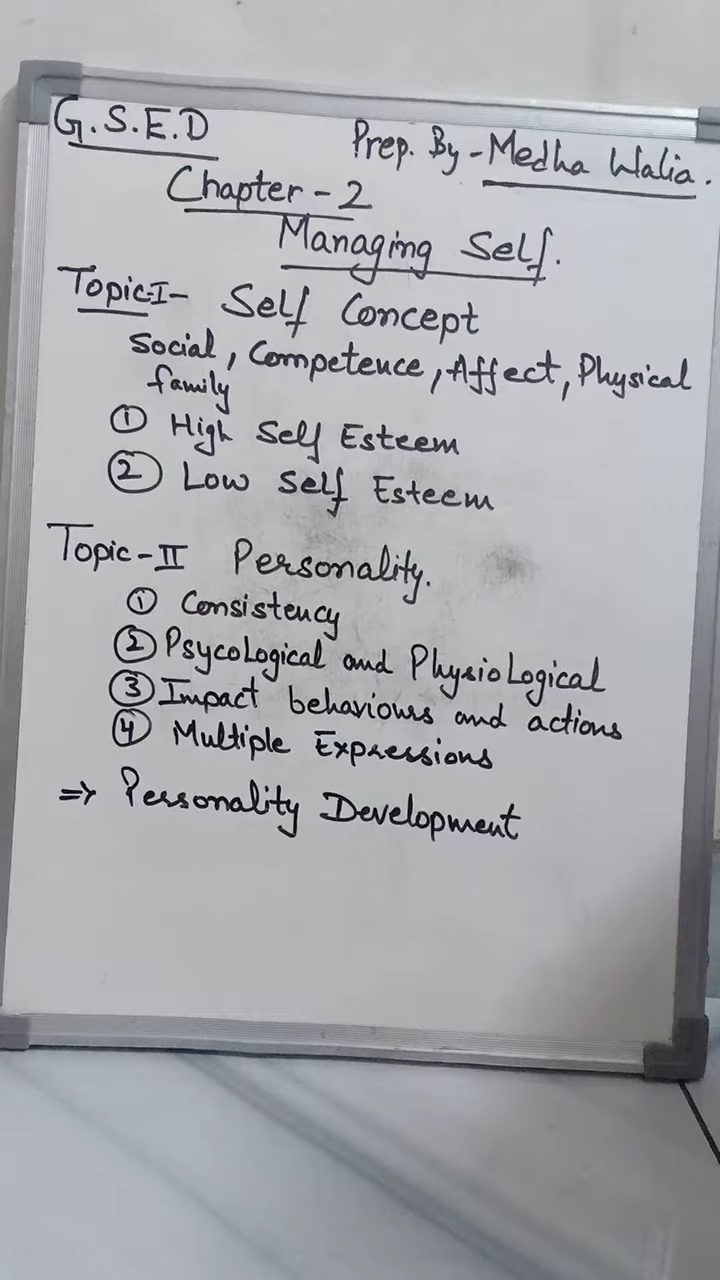 G.S.E.D
Prep. By - Medha Walia.
Chapter - 2
Managing Self.
Topic-I- Self Concept
Social, Competence, Affect, Physical
family
① High Self Esteem
② Low Self Esteem
Topic-II Personality.
① Consistency
② Psycological and Physiological
③ Impact behaviours and actions
④ Multiple Expressions
⇒ Personality Development